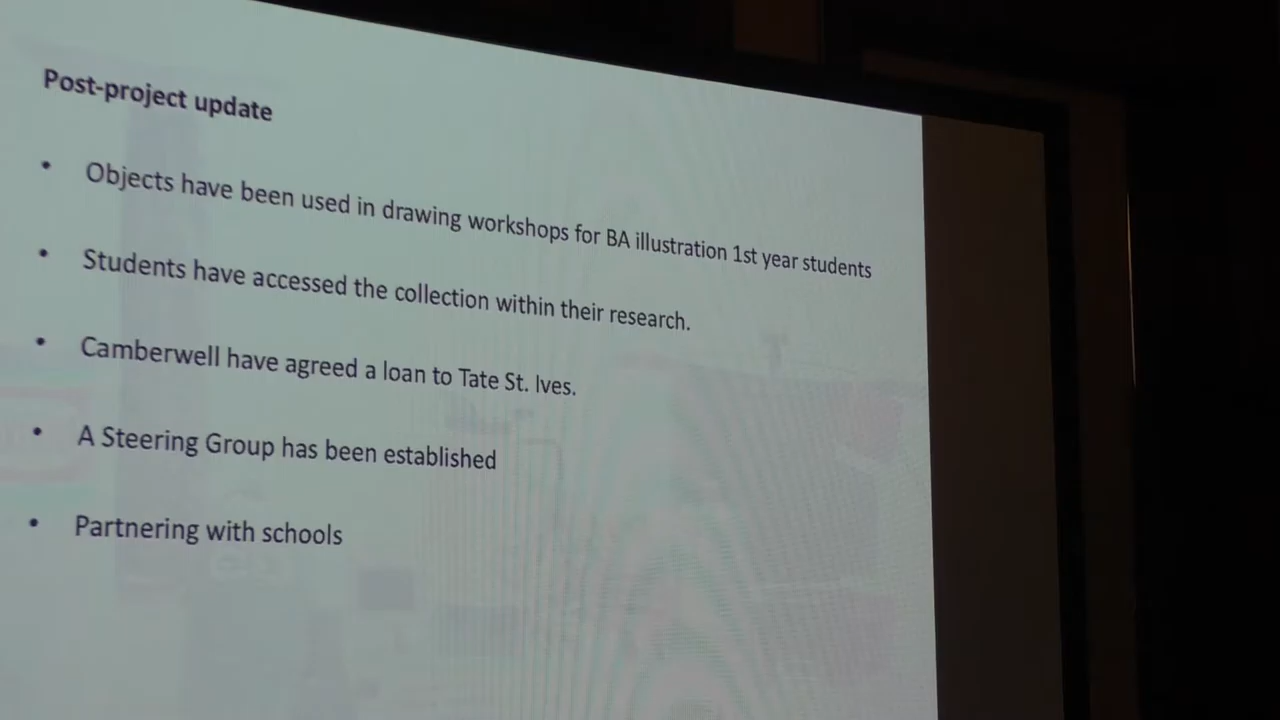 Post-project update
• Objects have been used in drawing workshops for BA illustration 1st year students
• Students have accessed the collection within their research.
• Camberwell have agreed a loan to Tate St. Ives.
• A Steering Group has been established
• Partnering with schools